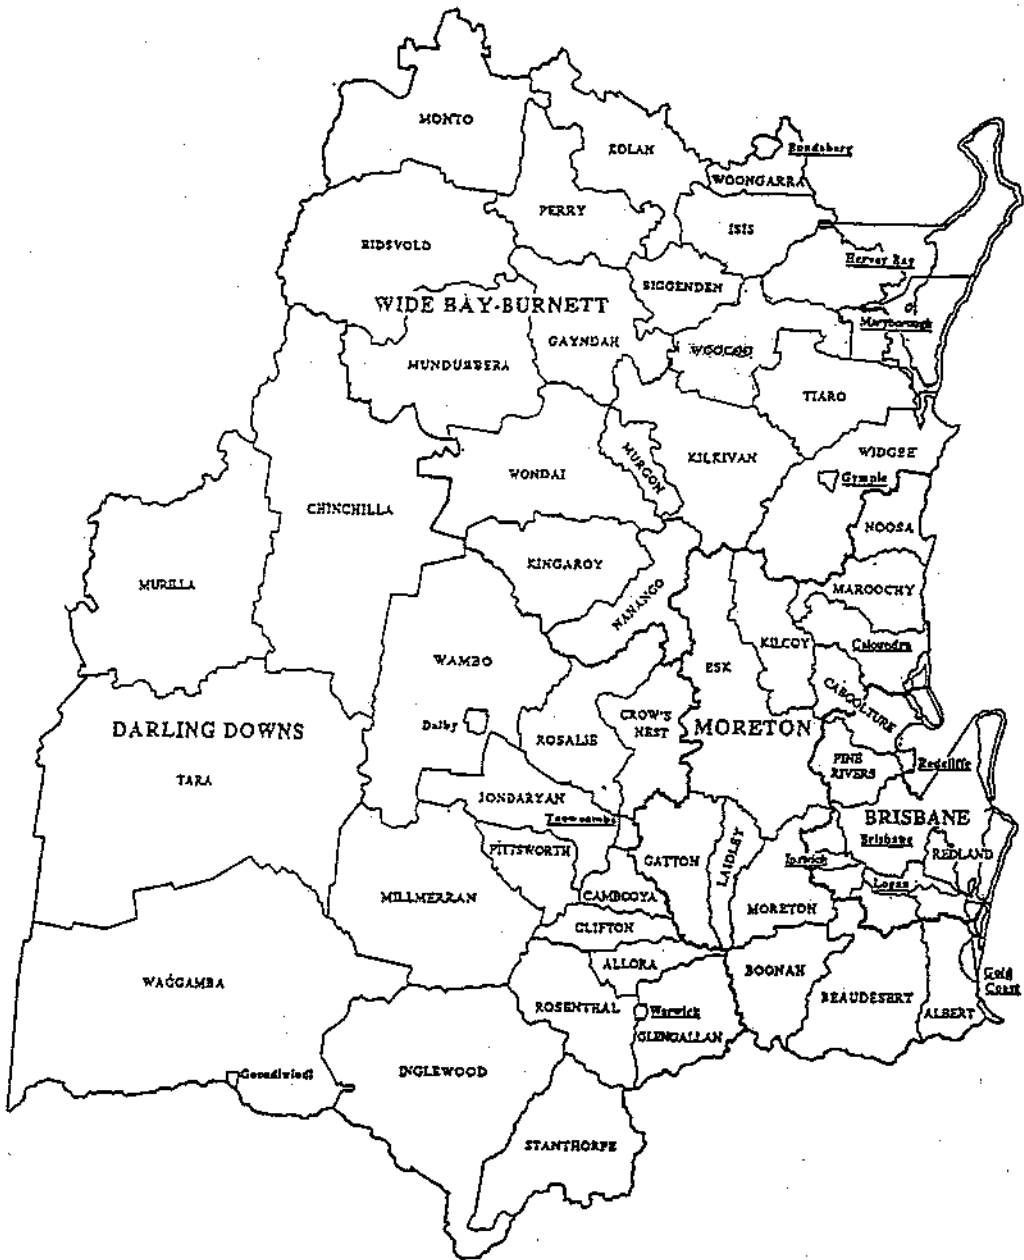 MONTO
KOLAN
Bundaberg
WOONGARRA
PERRY
ISIS
EIDSVOLD
Hervey Bay
BIGGENDEN
WIDE BAY-BURNETT
of
Maryborough
GAYNDAH
WOOCOO
MUNDUBBERA
TIARO
WIDGEE
MURGON
KILKIVAN
WONDAI
Gympie
CHINCHILLA
NOOSA
KINGAROY
MURILLA
MAROOCHY
NANANGO
KILCOY
Caloundra
WAMBO
ESK
CABOOLTURE
CROW'S
NEST
DARLING DOWNS
Dalby
MORETON
ROSALIE
PINE
RIVERS
Redcliffe
TARA
JONDARYAN
Toowoomba
BRISBANE
Brisbane
PITTSWORTH
GATTON
LAIDLEY
Ipswich
REDLAND
Logan
MILLMERRAN
CAMBOOYA
MORETON
CLIFTON
ALLORA
BOONAH
WAGGAMBA
Gold
Coast
BEAUDESERT
ROSENTHAL
Warwick
ALBERT
GLENGALLAN
Goondiwindi
INGLEWOOD
STANTHORPE